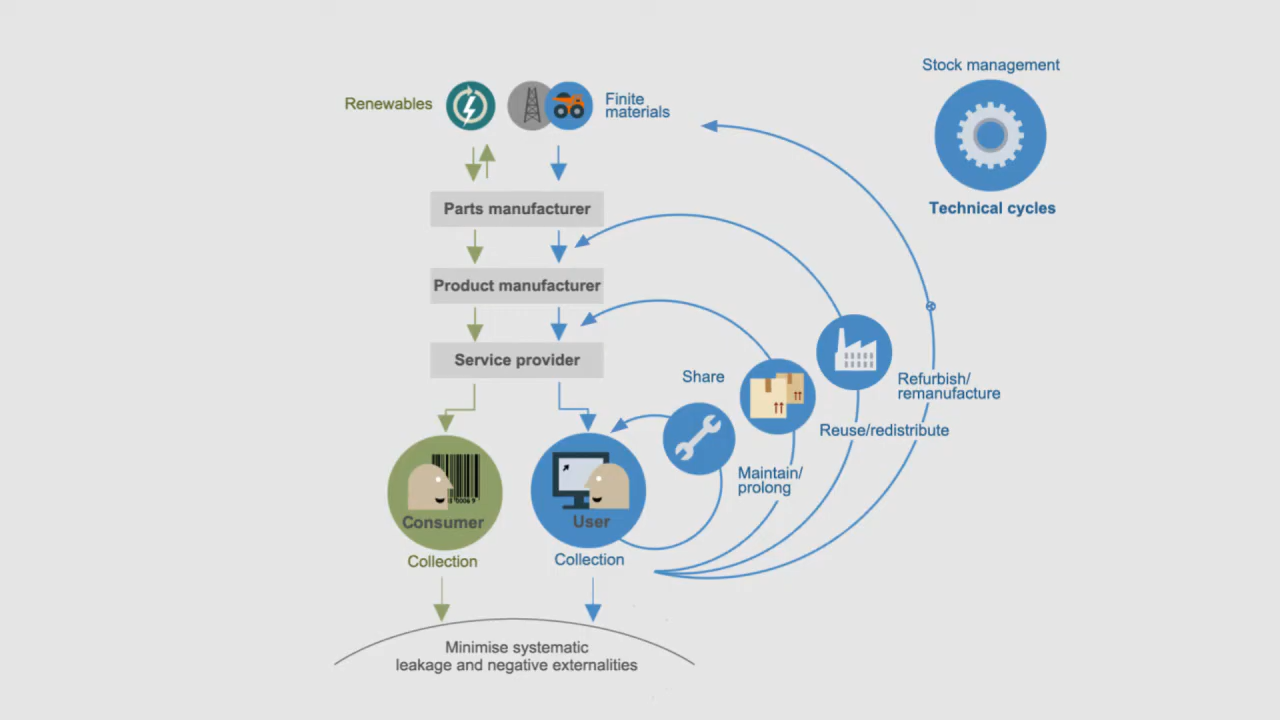 Stock management
Renewables
Finite
materials
Technical cycles
Parts manufacturer
Product manufacturer
Service provider
Share
Refurbish/
remanufacture
Reuse/redistribute
Maintain/
prolong
Consumer
User
Collection
Collection
Minimise systematic
leakage and negative externalities